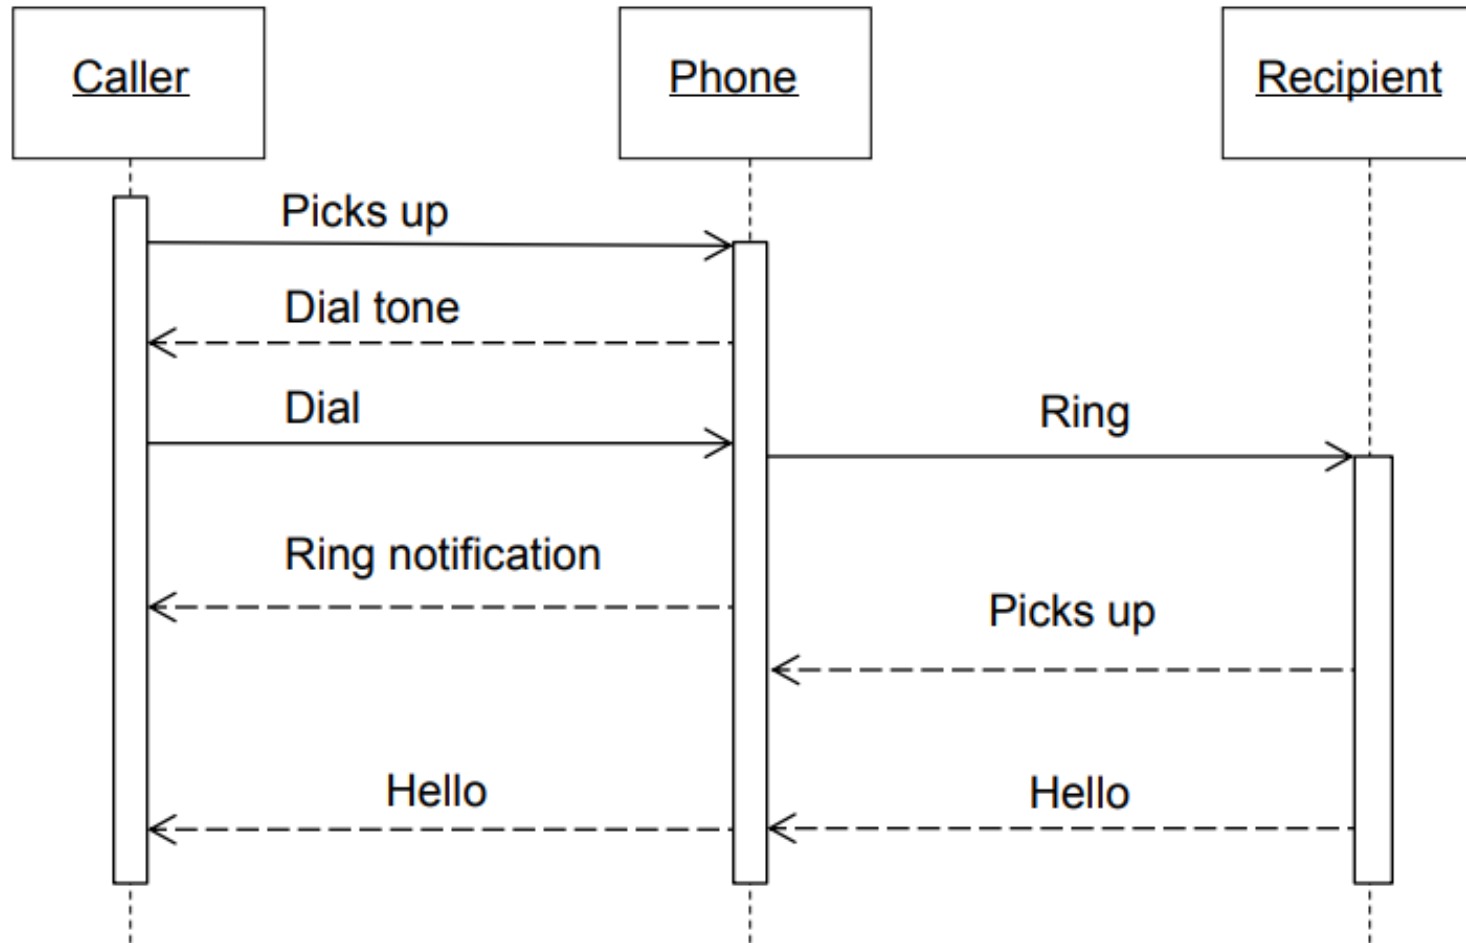 Caller
Phone
Recipient
Picks up
Dial tone
Dial
Ring
Ring notification
Picks up
Hello
Hello